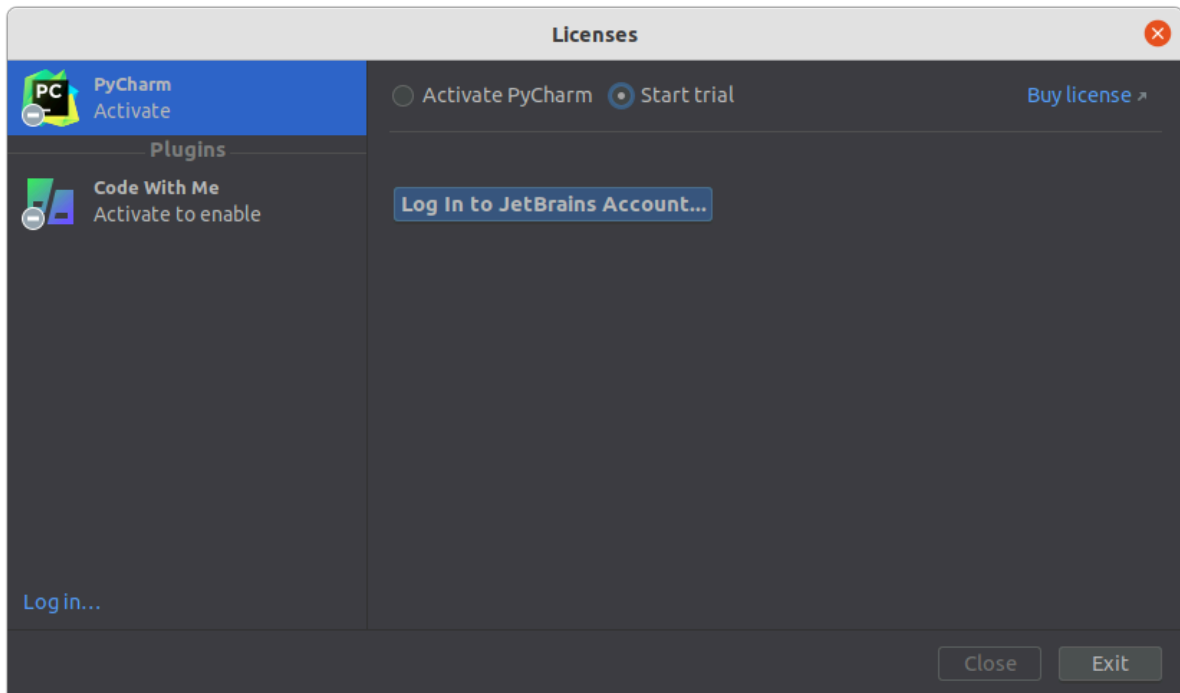 Licenses
PyCharm
Activate
Plugins
Code With Me
Activate to enable
Log in...
Activate PyCharm Start trial Buy license
Log In to JetBrains Account...
Close Exit
PC